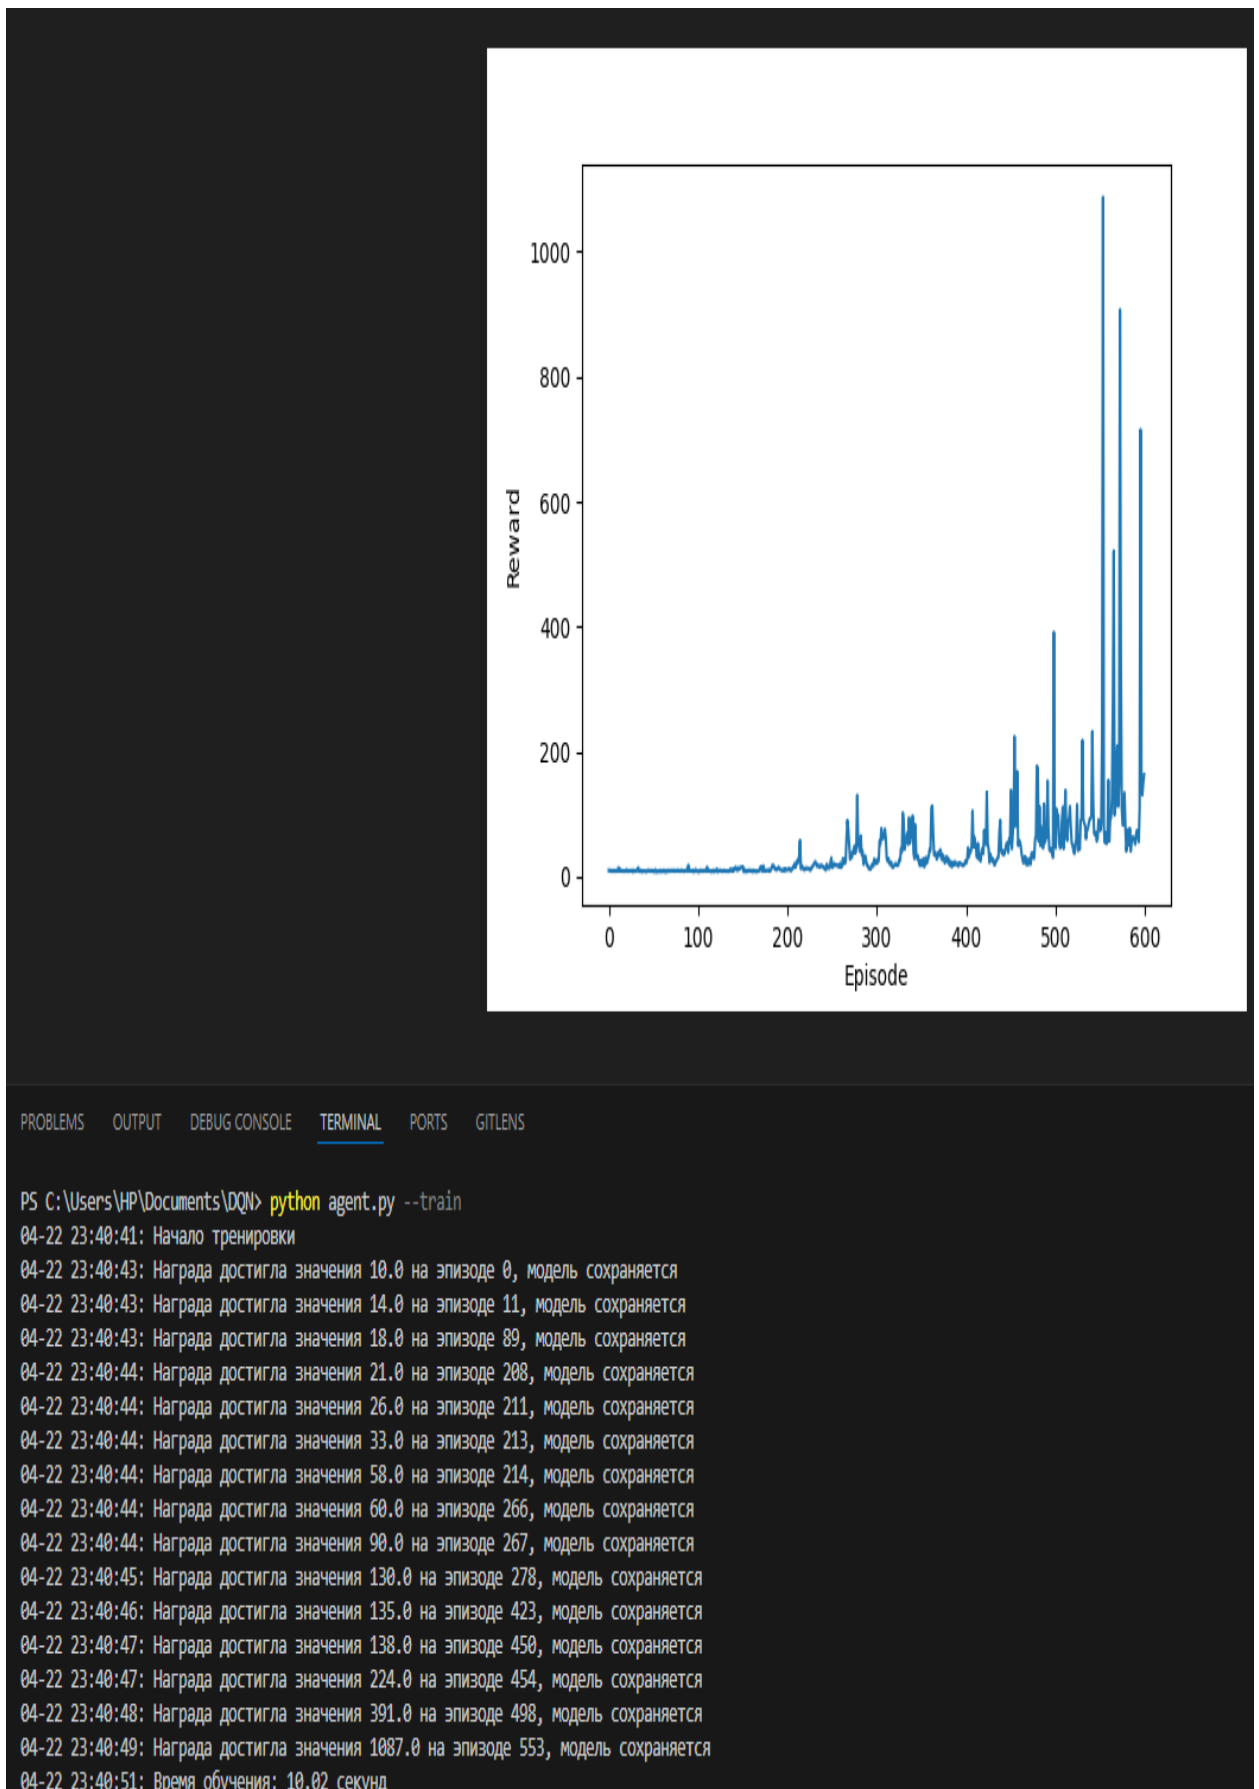 1000
800
600
400
200
0
Reward
0 100 200 300 400 500 600
Episode
PROBLEMS OUTPUT DEBUG CONSOLE TERMINAL PORTS GITLENS
PS C:\Users\HP\Documents\DQN> python agent.py --train
04-22 23:40:41: Начало тренировки
04-22 23:40:43: Награда достигла значения 10.0 на эпизоде 0, модель сохраняется
04-22 23:40:43: Награда достигла значения 14.0 на эпизоде 11, модель сохраняется
04-22 23:40:43: Награда достигла значения 18.0 на эпизоде 89, модель сохраняется
04-22 23:40:44: Награда достигла значения 21.0 на эпизоде 208, модель сохраняется
04-22 23:40:44: Награда достигла значения 26.0 на эпизоде 211, модель сохраняется
04-22 23:40:44: Награда достигла значения 33.0 на эпизоде 213, модель сохраняется
04-22 23:40:44: Награда достигла значения 58.0 на эпизоде 214, модель сохраняется
04-22 23:40:44: Награда достигла значения 60.0 на эпизоде 266, модель сохраняется
04-22 23:40:44: Награда достигла значения 90.0 на эпизоде 267, модель сохраняется
04-22 23:40:45: Награда достигла значения 130.0 на эпизоде 278, модель сохраняется
04-22 23:40:46: Награда достигла значения 135.0 на эпизоде 423, модель сохраняется
04-22 23:40:47: Награда достигла значения 138.0 на эпизоде 450, модель сохраняется
04-22 23:40:47: Награда достигла значения 224.0 на эпизоде 454, модель сохраняется
04-22 23:40:48: Награда достигла значения 391.0 на эпизоде 498, модель сохраняется
04-22 23:40:49: Награда достигла значения 1087.0 на эпизоде 553, модель сохраняется
04-22 23:40:51: Время обучения: 10.02 секунд